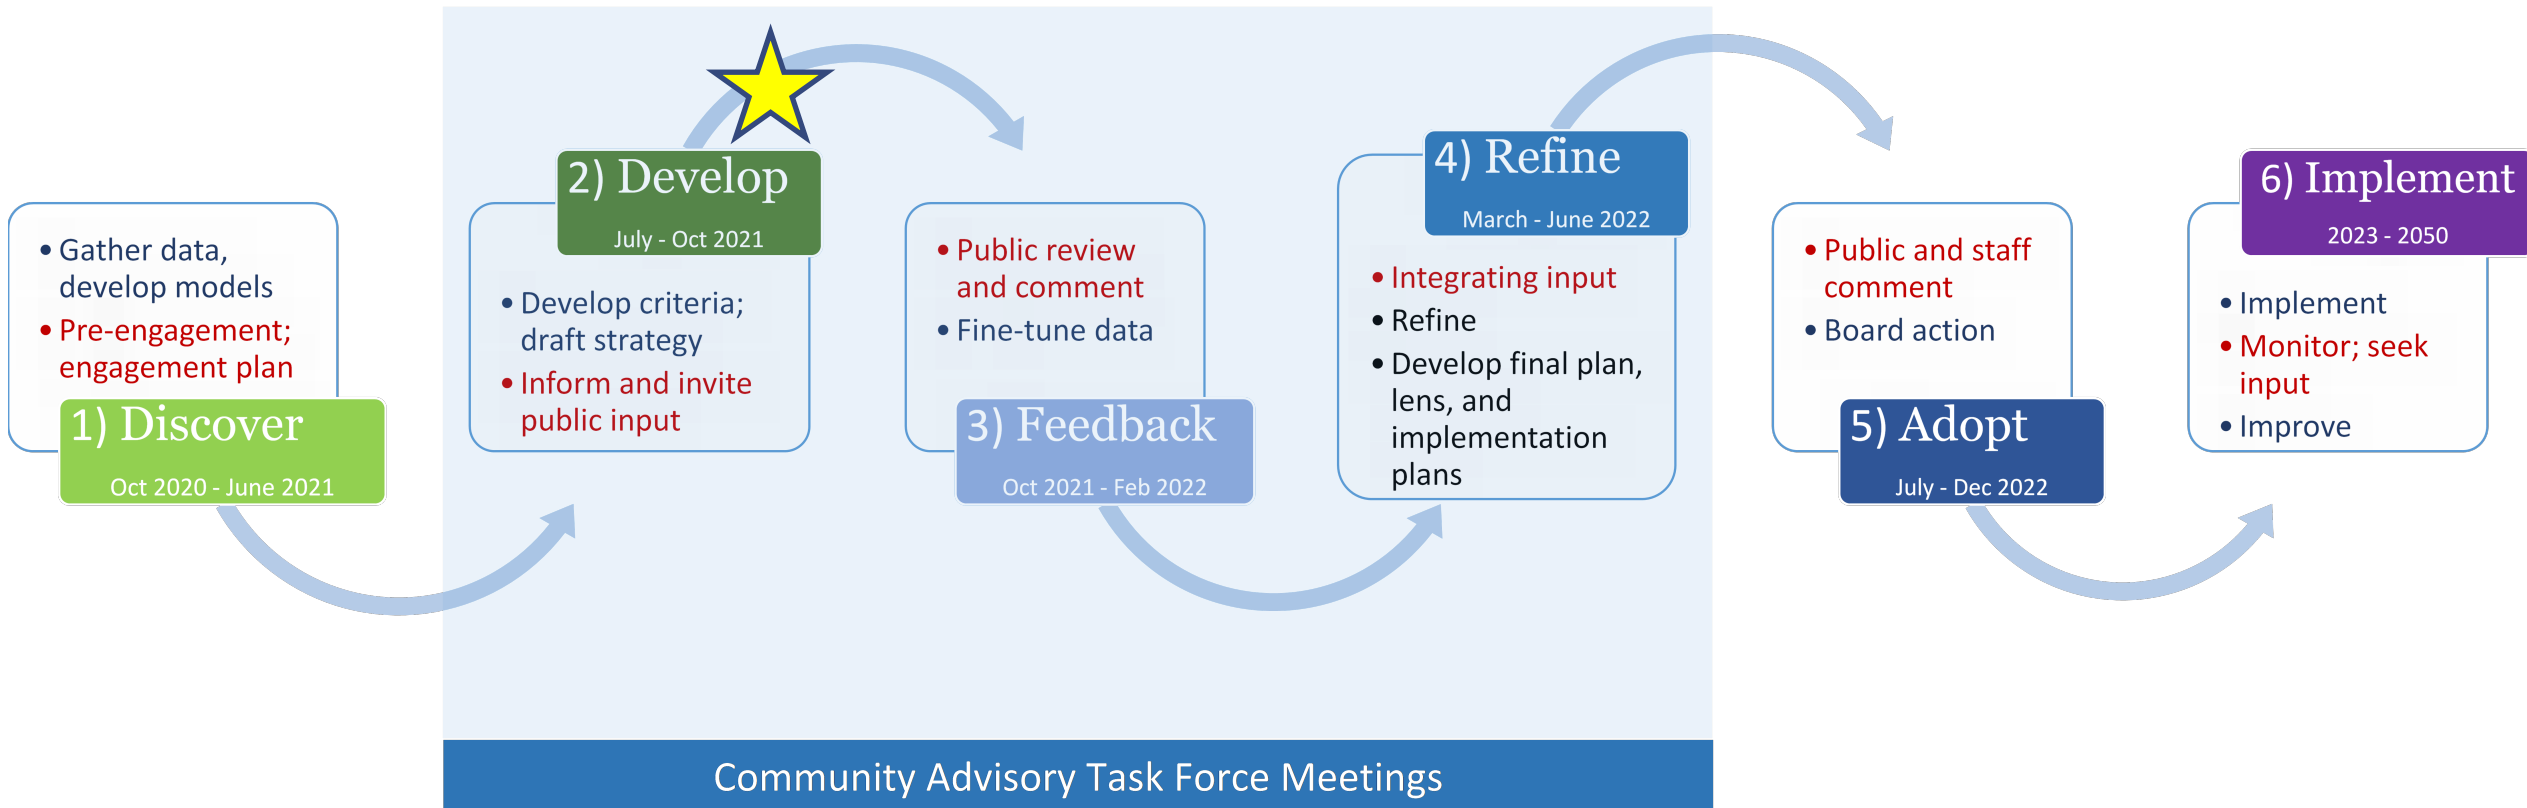 • Gather data,
develop models
• Pre-engagement;
engagement plan
1) Discover
Oct 2020 - June 2021
2) Develop
July - Oct 2021
• Develop criteria;
draft strategy
• Inform and invite
public input
• Public review
and comment
• Fine-tune data
3) Feedback
Oct 2021 - Feb 2022
4) Refine
March - June 2022
• Integrating input
• Refine
• Develop final plan,
lens, and
implementation
plans
• Public and staff
comment
• Board action
5) Adopt
July - Dec 2022
6) Implement
2023 - 2050
• Implement
• Monitor; seek
input
• Improve
Community Advisory Task Force Meetings